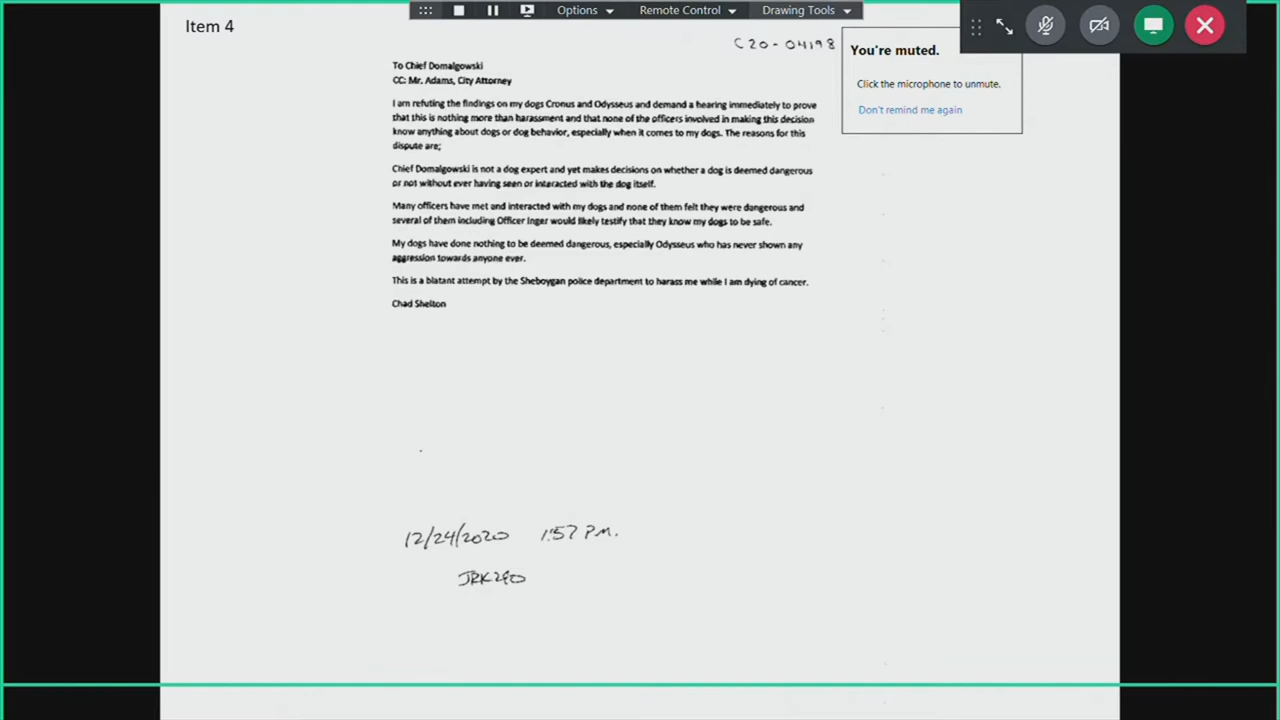 Options
Remote Control
Drawing Tools
Item 4
C20-04198
You're muted.
Click the microphone to unmute.
Don't remind me again
To Chief Domalgowski
CC: Mr. Adams, City Attorney
I am refuting the findings on my dogs Cronus and Odysseus and demand a hearing immediately to prove
that this is nothing more than harassment and that none of the officers involved in making this decision
know anything about dogs or dog behavior, especially when it comes to my dogs. The reasons for this
dispute are;
Chief Domalgowski is not a dog expert and yet makes decisions on whether a dog is deemed dangerous
or not without ever having seen or interacted with the dog itself.
Many officers have met and interacted with my dogs and none of them felt they were dangerous and
several of them including Officer Inger would likely testify that they know my dogs to be safe.
My dogs have done nothing to be deemed dangerous, especially Odysseus who has never shown any
aggression towards anyone ever.
This is a blatant attempt by the Sheboygan police department to harass me while I am dying of cancer.
Chad Shelton
12/24/2020 1:57 P.M.